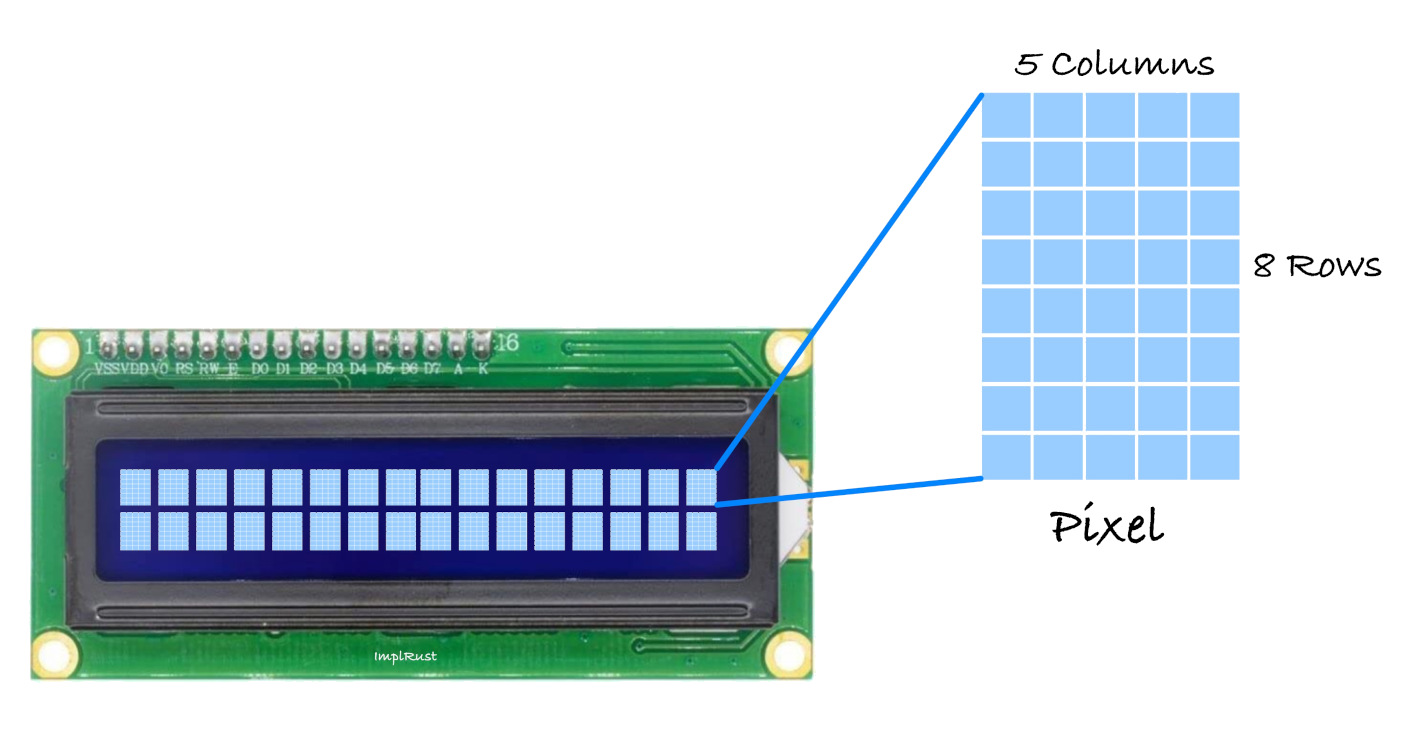 5 Columns
8 Rows
Pixel
1 16
VSS VDD V0 RS RW E D0 D1 D2 D3 D4 D5 D6 D7 A K
ImplRust